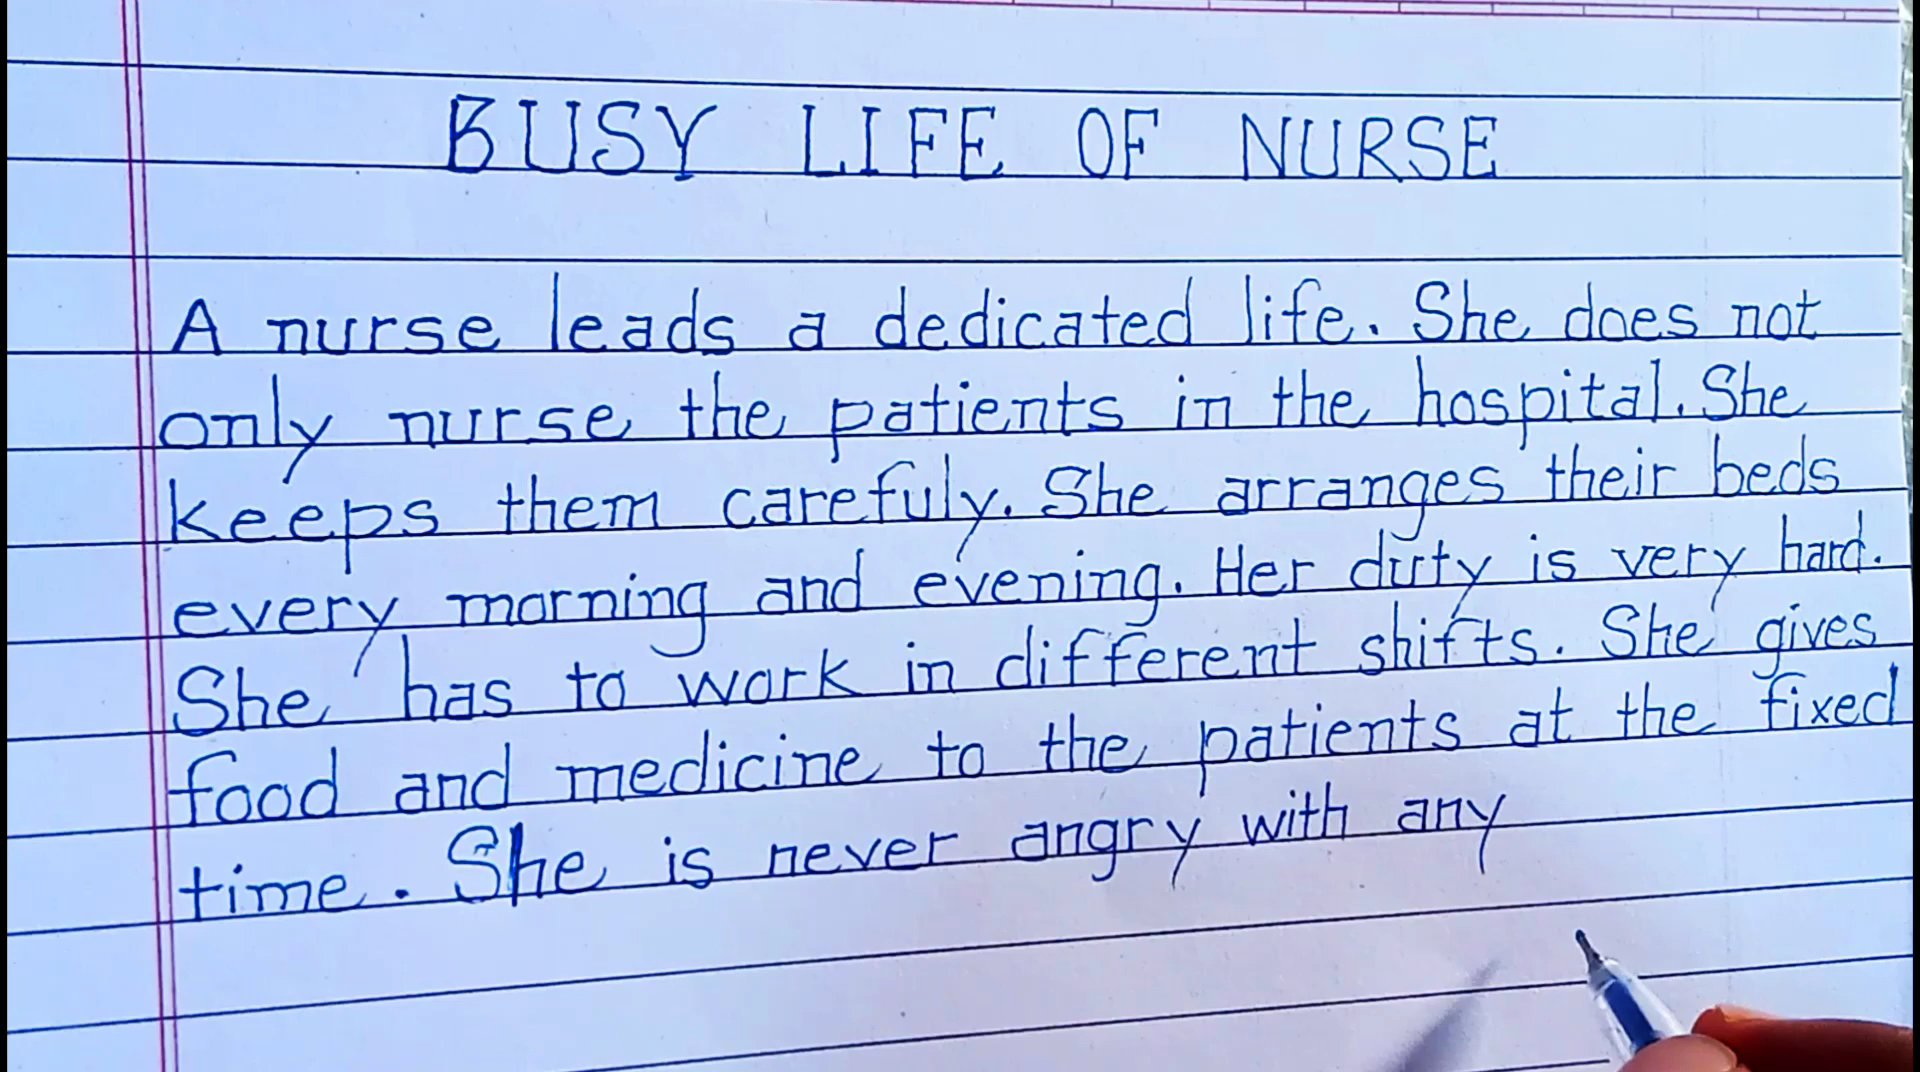 BUSY LIFE OF NURSE
A nurse leads a dedicated life. She does not
only nurse the patients in the hospital. She
keeps them carefuly. She arranges their beds
every morning and evening. Her duty is very hard.
She has to work in different shifts. She gives
food and medicine to the patients at the fixed
time. She is never angry with any